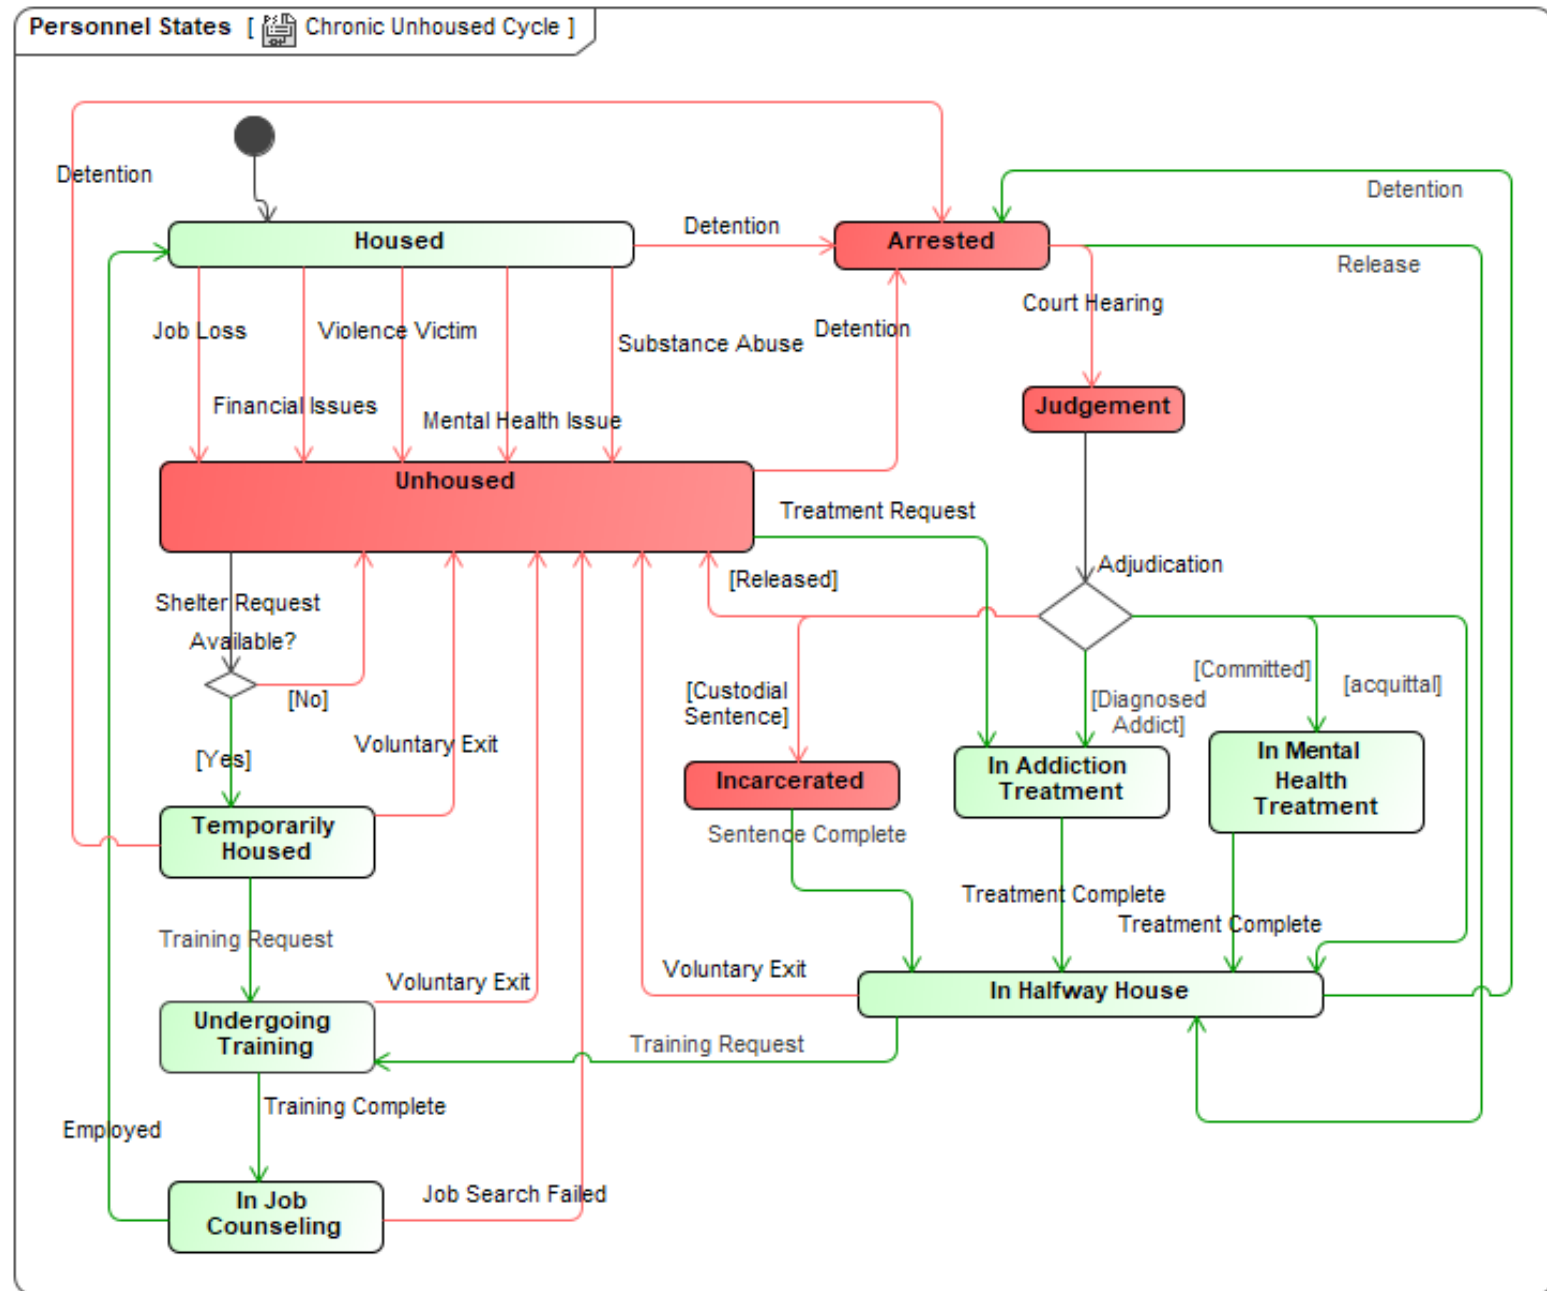 Personnel States [ Chronic Unhoused Cycle ]
Detention
Detention
Housed
Detention
Arrested
Release
Court Hearing
Job Loss
Violence Victim
Detention
Substance Abuse
Financial Issues
Mental Health Issue
Judgement
Unhoused
Treatment Request
Adjudication
[Released]
Shelter Request
Available?
[No]
[Committed]
[acquittal]
[Custodial
Sentence]
[Diagnosed
Addict]
Voluntary Exit
[Yes]
In Mental
Health
Treatment
In Addiction
Treatment
Incarcerated
Temporarily
Housed
Sentence Complete
Treatment Complete
Treatment Complete
Training Request
Voluntary Exit
Voluntary Exit
In Halfway House
Undergoing
Training
Training Request
Training Complete
Employed
Job Search Failed
In Job
Counseling